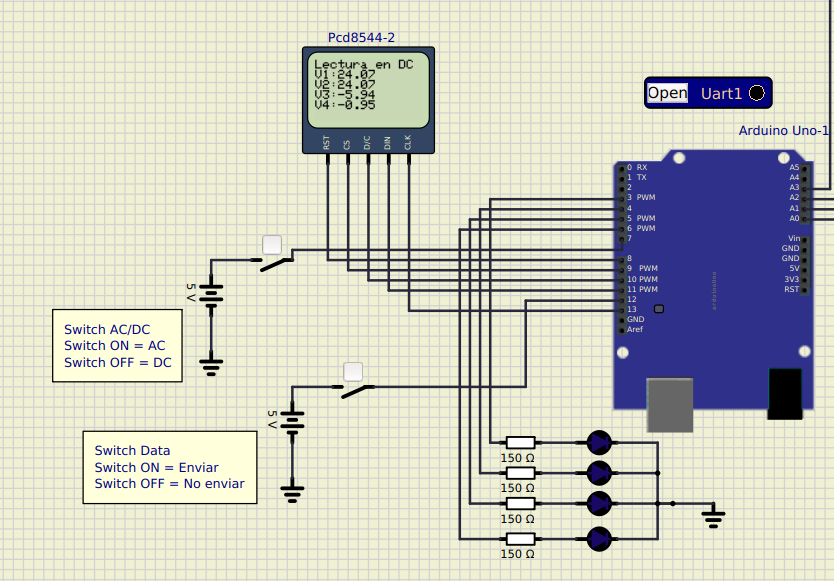 Pcd8544-2
Lectura en DC
V1:24.07
V2:24.07
V3:-5.94
V4:-0.95
RST CS D/C DIN CLK
Open Uart1
Arduino Uno-1
0 RX
1 TX
2
3 PWM
4
5 PWM
6 PWM
7
8
9 PWM
10 PWM
11 PWM
12
13
GND
Aref
A5
A4
A3
A2
A1
A0
Vin
GND
GND
5V
3V3
RST
5 V
Switch AC/DC
Switch ON = AC
Switch OFF = DC
5 V
Switch Data
Switch ON = Enviar
Switch OFF = No enviar
150 Ω
150 Ω
150 Ω
150 Ω